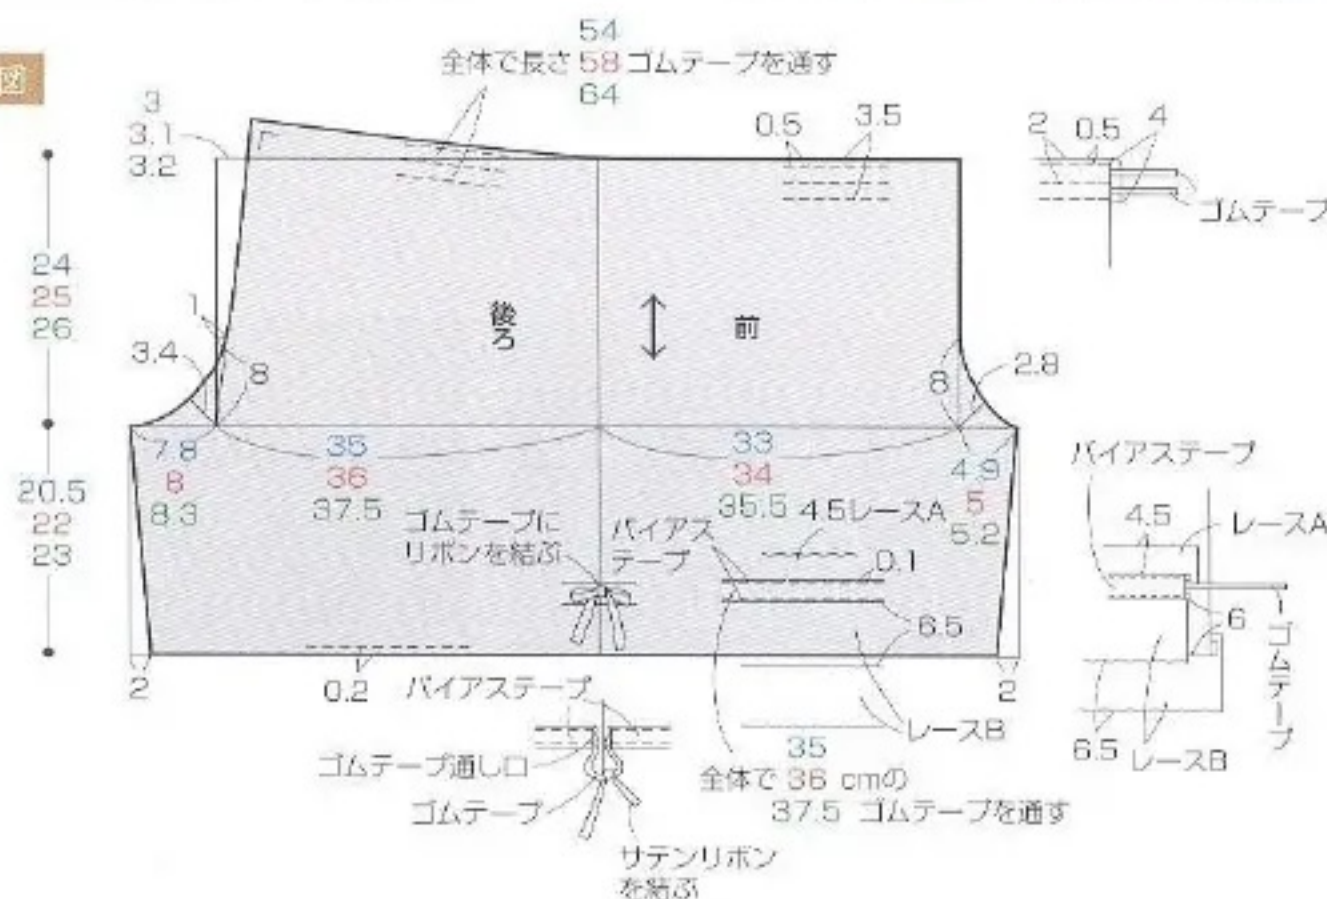 図
54
全体で長さ 58 ゴムテープを通す
64
3
3.1
3.2
0.5
3.5
2
0.5
4
ゴムテープ
24
25
26
1
3.4
8
後ろ
前
8
2.8
7.8
8
8.3
35
36
37.5
33
34
35.5
4.9
5
5.2
20.5
22
23
ゴムテープに
リボンを結ぶ
バイアス
テープ
4.5レースA
0.1
6.5
2
0.2
バイアステープ
2
レースB
ゴムテープ通し口
ゴムテープ
サテンリボン
を結ぶ
35
全体で 36 cmの
37.5 ゴムテープを通す
バイアステープ
4.5
レースA
6
ゴムテープ
6.5
レースB